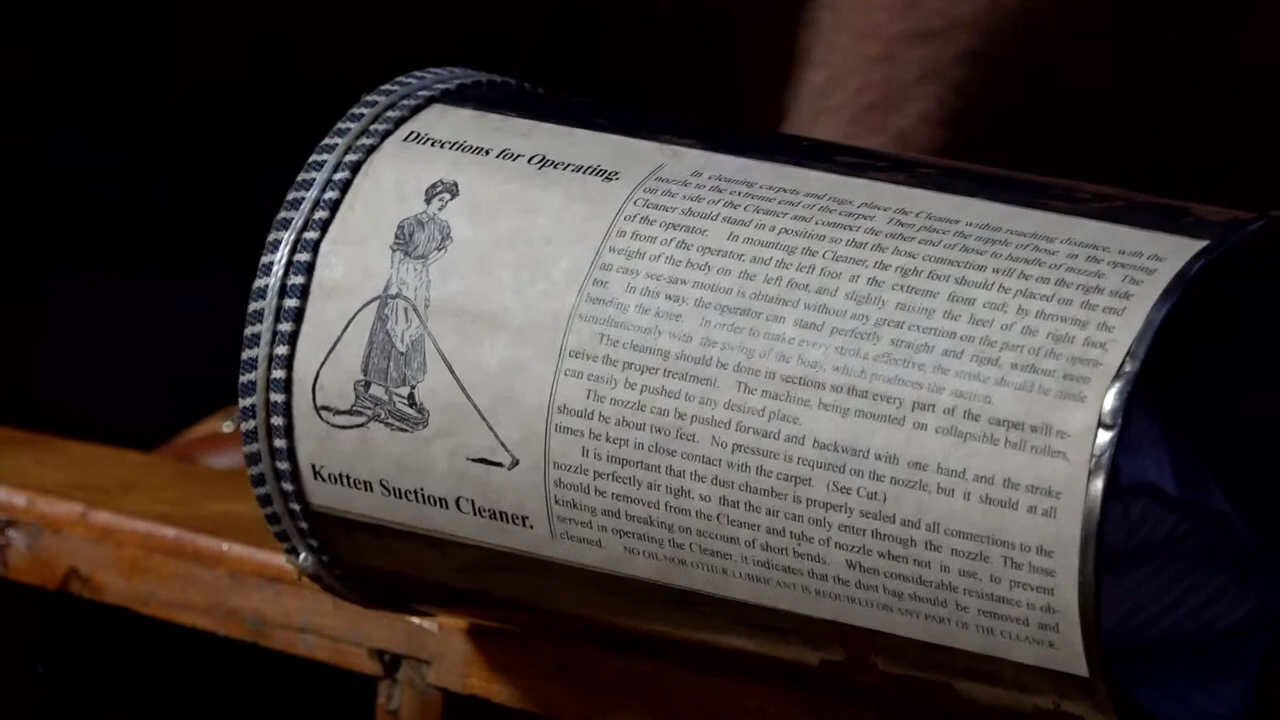 Directions for Operating.
Kotten Suction Cleaner.
In cleaning carpets and rugs, place the Cleaner within reaching distance, with the
nozzle to the extreme end of the carpet. Then place the nipple of hose in the opening
on the side of the Cleaner and connect the other end of hose to handle of nozzle. The
Cleaner should stand in a position so that the hose connection will be on the right side
of the operator. In mounting the Cleaner, the right foot should be placed on the end
in front of the operator, and the left foot at the extreme front end; by throwing the
weight of the body on the left foot, and slightly raising the heel of the right foot,
an easy see-saw motion is obtained without any great exertion on the part of the opera-
tor. In this way, the operator can stand perfectly straight and rigid, without even
bending the knee. In order to make every stroke effective, the stroke should be made
simultaneously with the swing of the body, which produces the suction.
The cleaning should be done in sections so that every part of the carpet will re-
ceive the proper treatment. The machine, being mounted on collapsible ball rollers,
can easily be pushed to any desired place.
The nozzle can be pushed forward and backward with one hand, and the stroke
should be about two feet. No pressure is required on the nozzle, but it should at all
times be kept in close contact with the carpet. (See Cut.)
It is important that the dust chamber is properly sealed and all connections to the
nozzle perfectly air tight, so that the air can only enter through the nozzle. The hose
should be removed from the Cleaner and tube of nozzle when not in use, to prevent
kinking and breaking on account of short bends. When considerable resistance is ob-
served in operating the Cleaner, it indicates that the dust bag should be removed and
cleaned. NO OIL NOR OTHER LUBRICANT IS REQUIRED ON ANY PART OF THE CLEANER.